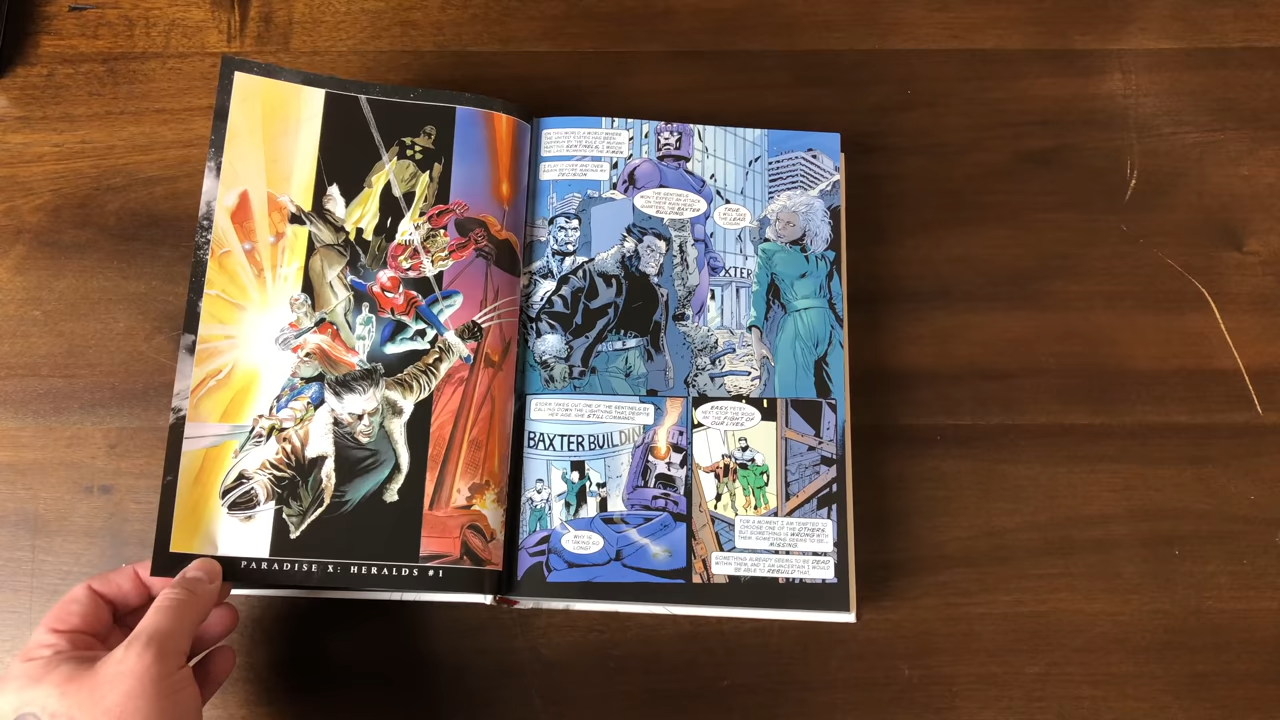 PARADISE X: HERALDS #1
ON THIS WORLD, A WORLD WHERE
THE UNITED STATES HAS BEEN
OVERRUN BY THE RULE OF MUTANT-
HUNTING SENTINELS, I WATCH
THE LAST MOMENTS OF THE X-MEN.
I PLAY IT OVER AND OVER
AGAIN BEFORE MAKING MY
DECISION.
THE SENTINELS
WON'T EXPECT AN ATTACK
ON THEIR MAIN HEAD-
QUARTERS, THE BAXTER
BUILDING.
TRUE.
I WILL TAKE
THE LEAD,
LOGAN.
XTER
STORM TAKES OUT ONE OF THE SENTINELS BY
CALLING DOWN THE LIGHTNING THAT, DESPITE
HER AGE, SHE STILL COMMANDS.
BAXTER BUILDIN
WHY IS
IT TAKING SO
LONG?
EASY, PETEY.
NEXT STOP THE ROOF
AN' THE FIGHT OF
OUR LIVES.
FOR A MOMENT I AM TEMPTED TO
CHOOSE ONE OF THE OTHERS,
BUT SOMETHING IS WRONG WITH
THEM. SOMETHING SEEMS TO BE...
MISSING.
SOMETHING ALREADY SEEMS TO BE DEAD
WITHIN THEM, AND I AM UNCERTAIN I WOULD
BE ABLE TO REBUILD THAT.